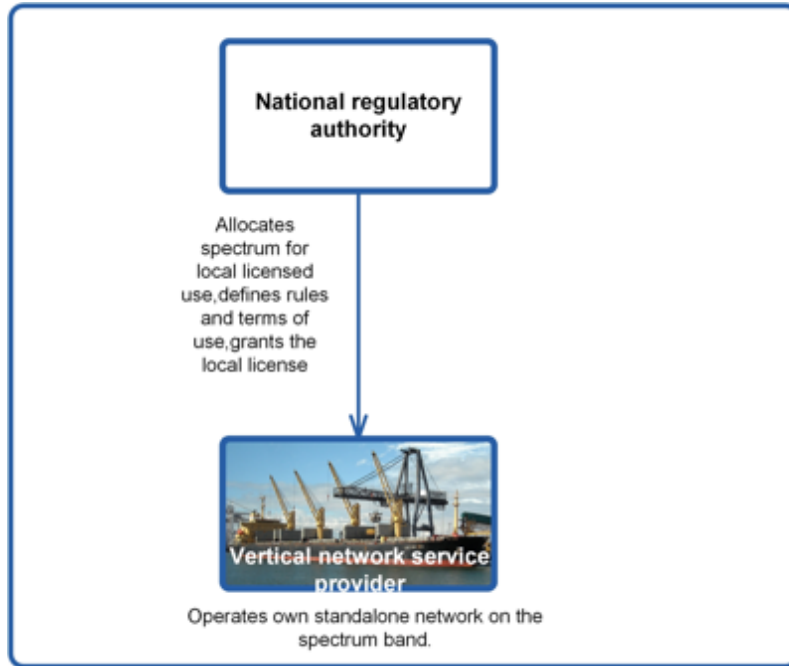 National regulatory
authority
Allocates
spectrum for
local licensed
use,defines rules
and terms of
use,grants the
local license
Vertical network service
provider
Operates own standalone network on the
spectrum band.